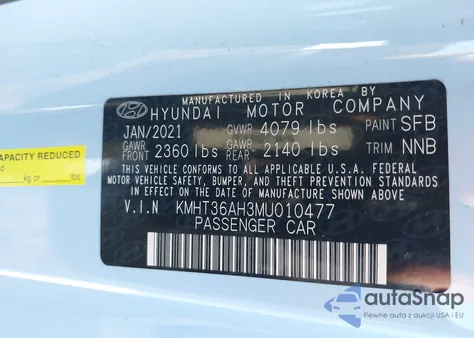 MANUFACTURED IN KOREA BY
HYUNDAI MOTOR COMPANY
JAN/2021 GVWR 4079 lbs PAINT SFB
GAWR FRONT 2360 lbs GAWR REAR 2140 lbs TRIM NNB
THIS VEHICLE CONFORMS TO ALL APPLICABLE U.S.A. FEDERAL
MOTOR VEHICLE SAFETY, BUMPER, AND THEFT PREVENTION STANDARDS
IN EFFECT ON THE DATE OF MANUFACTURE SHOWN ABOVE.
V.I.N KMHT36AH3MU010477
PASSENGER CAR
CAPACITY REDUCED
kg or lbs
autoSnap
Pewne auta z aukcji USA i EU